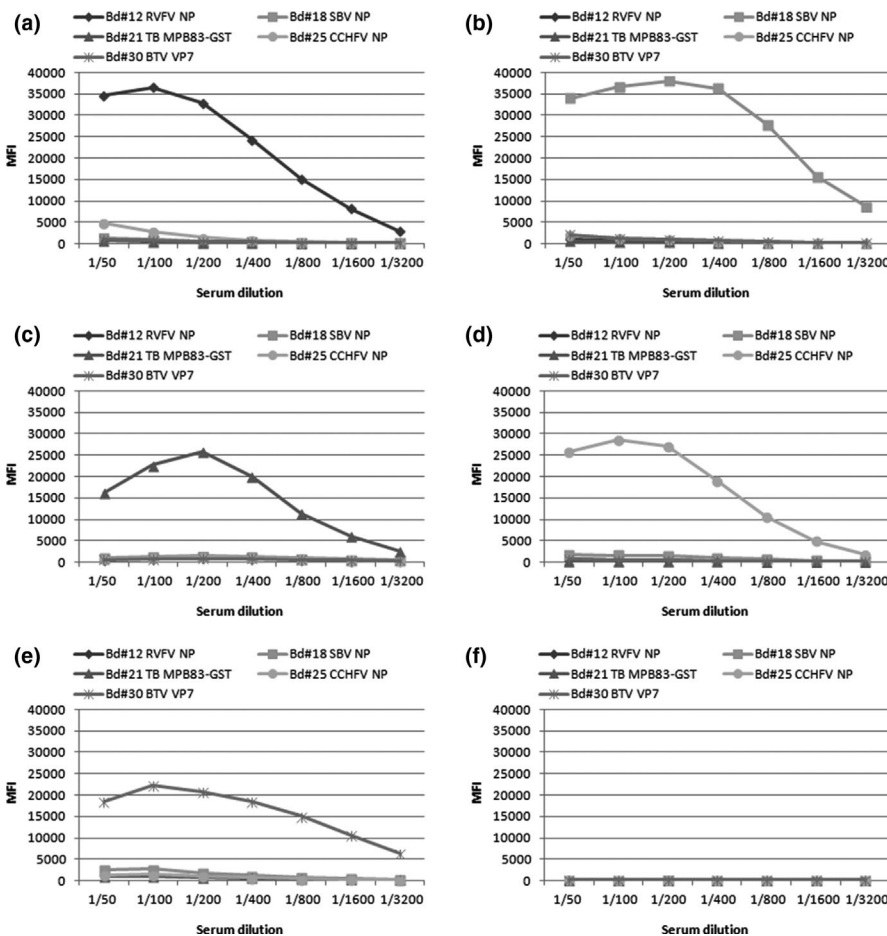 (a)
Bd#12 RVFV NP Bd#18 SBV NP
Bd#21 TB MPB83-GST Bd#25 CCHFV NP
Bd#30 BTV VP7
40000
35000
30000
25000
20000
15000
10000
5000
0
MFI
1/50 1/100 1/200 1/400 1/800 1/1600 1/3200
Serum dilution
(b)
Bd#12 RVFV NP Bd#18 SBV NP
Bd#21 TB MPB83-GST Bd#25 CCHFV NP
Bd#30 BTV VP7
40000
35000
30000
25000
20000
15000
10000
5000
0
MFI
1/50 1/100 1/200 1/400 1/800 1/1600 1/3200
Serum dilution
(c)
Bd#12 RVFV NP Bd#18 SBV NP
Bd#21 TB MPB83-GST Bd#25 CCHFV NP
Bd#30 BTV VP7
40000
35000
30000
25000
20000
15000
10000
5000
0
MFI
1/50 1/100 1/200 1/400 1/800 1/1600 1/3200
Serum dilution
(d)
Bd#12 RVFV NP Bd#18 SBV NP
Bd#21 TB MPB83-GST Bd#25 CCHFV NP
Bd#30 BTV VP7
40000
35000
30000
25000
20000
15000
10000
5000
0
MFI
1/50 1/100 1/200 1/400 1/800 1/1600 1/3200
Serum dilution
(e)
Bd#12 RVFV NP Bd#18 SBV NP
Bd#21 TB MPB83-GST Bd#25 CCHFV NP
Bd#30 BTV VP7
40000
35000
30000
25000
20000
15000
10000
5000
0
MFI
1/50 1/100 1/200 1/400 1/800 1/1600 1/3200
Serum dilution
(f)
Bd#12 RVFV NP Bd#18 SBV NP
Bd#21 TB MPB83-GST Bd#25 CCHFV NP
Bd#30 BTV VP7
40000
35000
30000
25000
20000
15000
10000
5000
0
MFI
1/50 1/100 1/200 1/400 1/800 1/1600 1/3200
Serum dilution